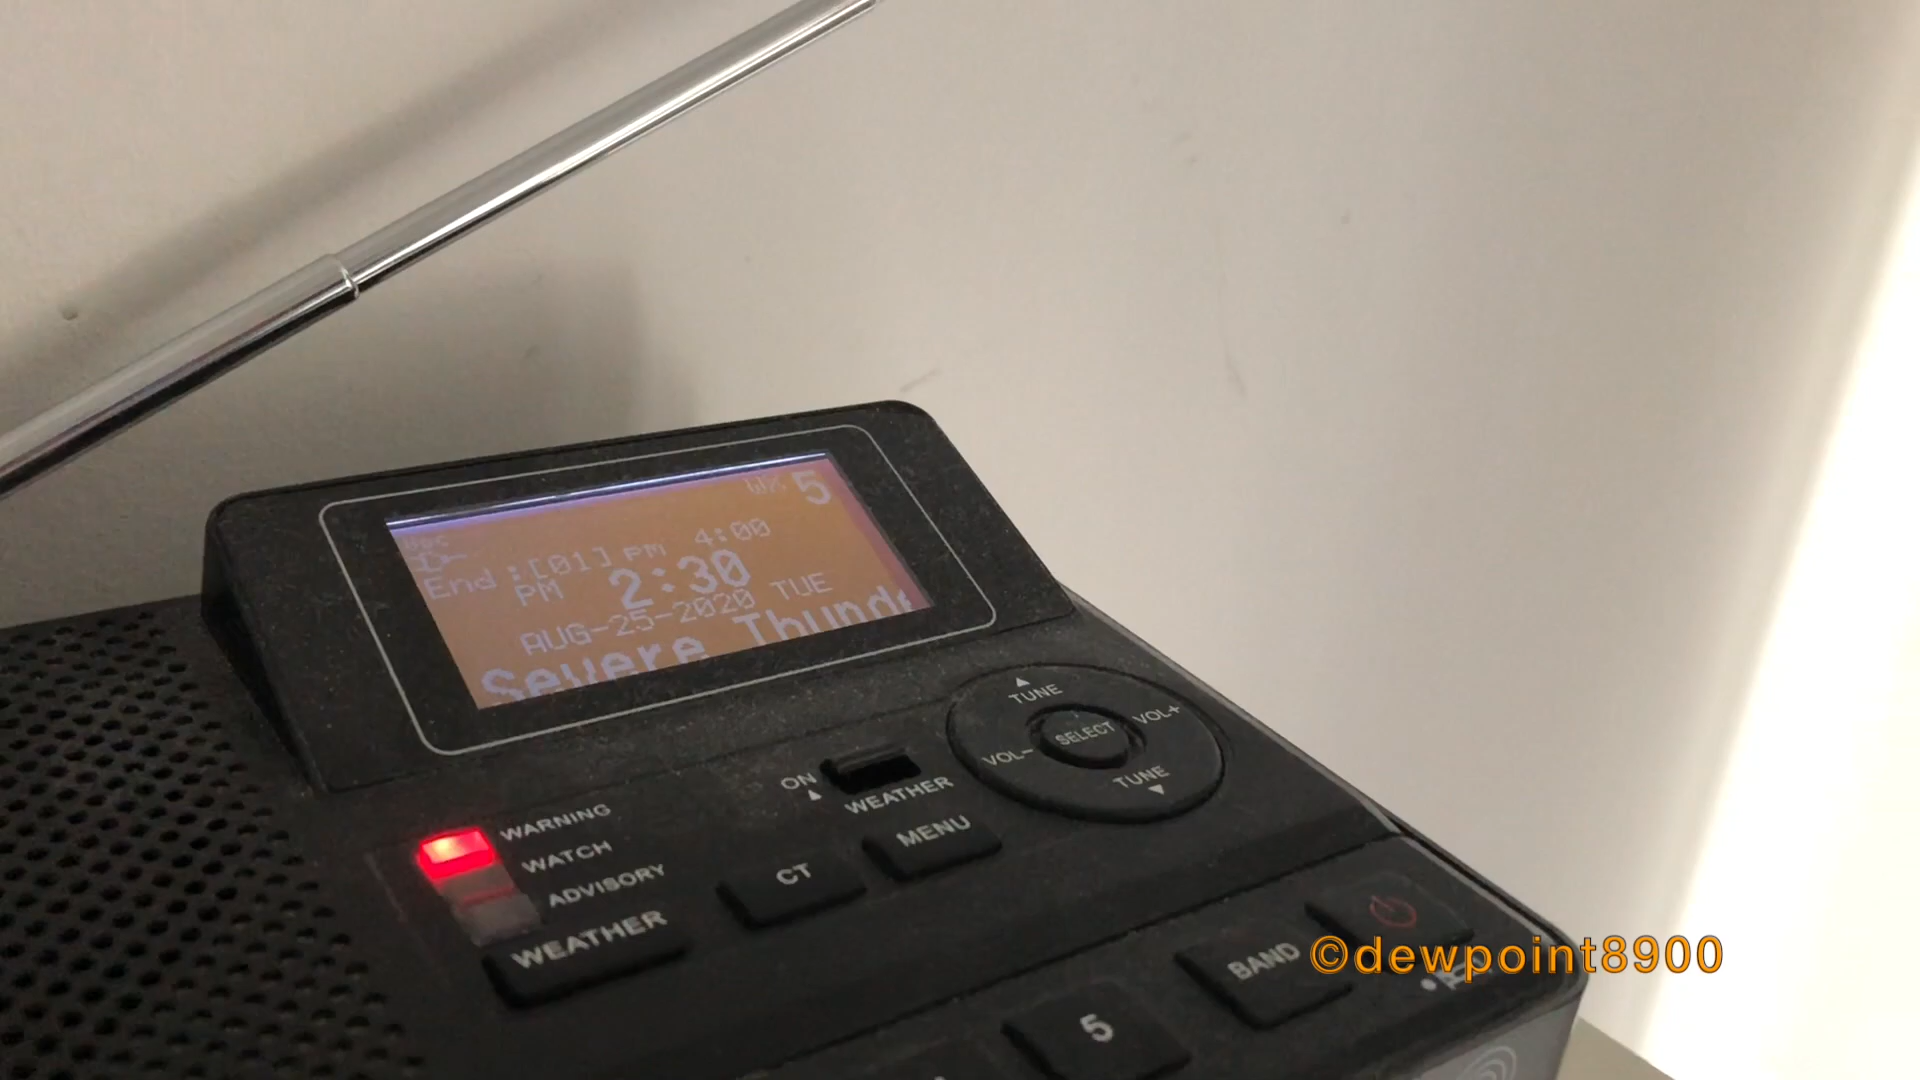 WX 5
End:[01] PM 4:00
PM 2:30
AUG-25-2020 TUE
Severe Thunde
TUNE
VOL- SELECT VOL+
TUNE
ON
WEATHER
WARNING
WATCH
ADVISORY
WEATHER
CT
MENU
BAND
5
©dewpoint8900